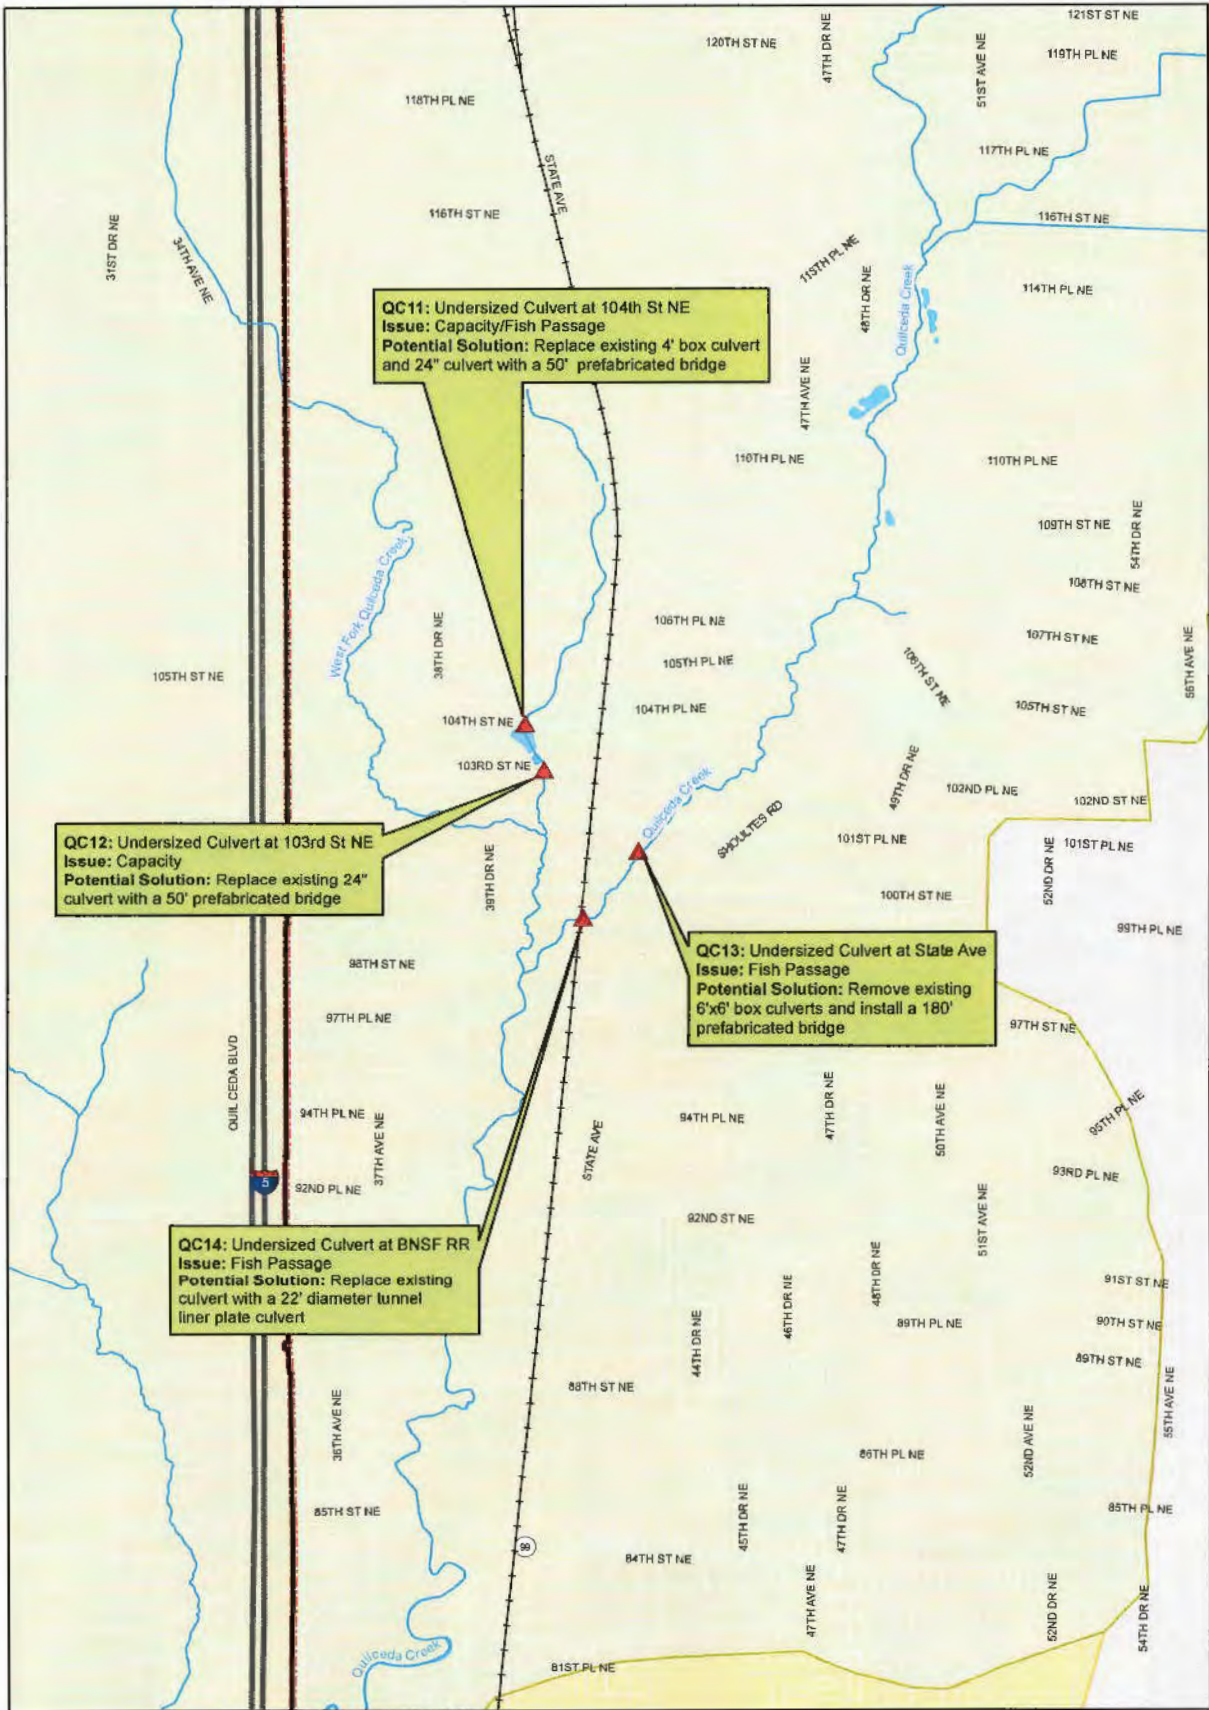 121ST ST NE
120TH ST NE
47TH DR NE
51ST AVE NE
119TH PL NE
118TH PL NE
117TH PL NE
STATE AVE
116TH ST NE
116TH ST NE
31ST DR NE
34TH AVE NE
115TH PL NE
48TH DR NE
Quilceda Creek
114TH PL NE
QC11: Undersized Culvert at 104th St NE
Issue: Capacity/Fish Passage
Potential Solution: Replace existing 4' box culvert
and 24" culvert with a 50' prefabricated bridge
47TH AVE NE
110TH PL NE
110TH PL NE
109TH ST NE
54TH DR NE
108TH ST NE
West Fork Quilceda Creek
38TH DR NE
106TH PL NE
107TH ST NE
56TH AVE NE
105TH ST NE
105TH PL NE
106TH ST NE
104TH ST NE
104TH PL NE
105TH ST NE
103RD ST NE
Quilceda Creek
49TH DR NE
102ND PL NE
102ND ST NE
SHOULTES RD
QC12: Undersized Culvert at 103rd St NE
Issue: Capacity
Potential Solution: Replace existing 24"
culvert with a 50' prefabricated bridge
101ST PL NE
101ST PL NE
39TH DR NE
52ND DR NE
100TH ST NE
99TH PL NE
QC13: Undersized Culvert at State Ave
Issue: Fish Passage
Potential Solution: Remove existing
6'x6' box culverts and install a 180'
prefabricated bridge
98TH ST NE
97TH PL NE
97TH ST NE
QUIL CEDA BLVD
94TH PL NE
37TH AVE NE
94TH PL NE
47TH DR NE
50TH AVE NE
95TH PL NE
STATE AVE
93RD PL NE
5
92ND PL NE
92ND ST NE
51ST AVE NE
QC14: Undersized Culvert at BNSF RR
Issue: Fish Passage
Potential Solution: Replace existing
culvert with a 22' diameter tunnel
liner plate culvert
48TH DR NE
91ST ST NE
46TH DR NE
44TH DR NE
89TH PL NE
90TH ST NE
89TH ST NE
88TH ST NE
36TH AVE NE
55TH AVE NE
52ND AVE NE
86TH PL NE
85TH ST NE
45TH DR NE
47TH DR NE
85TH PL NE
99
84TH ST NE
47TH AVE NE
52ND DR NE
54TH DR NE
Quilceda Creek
81ST PL NE